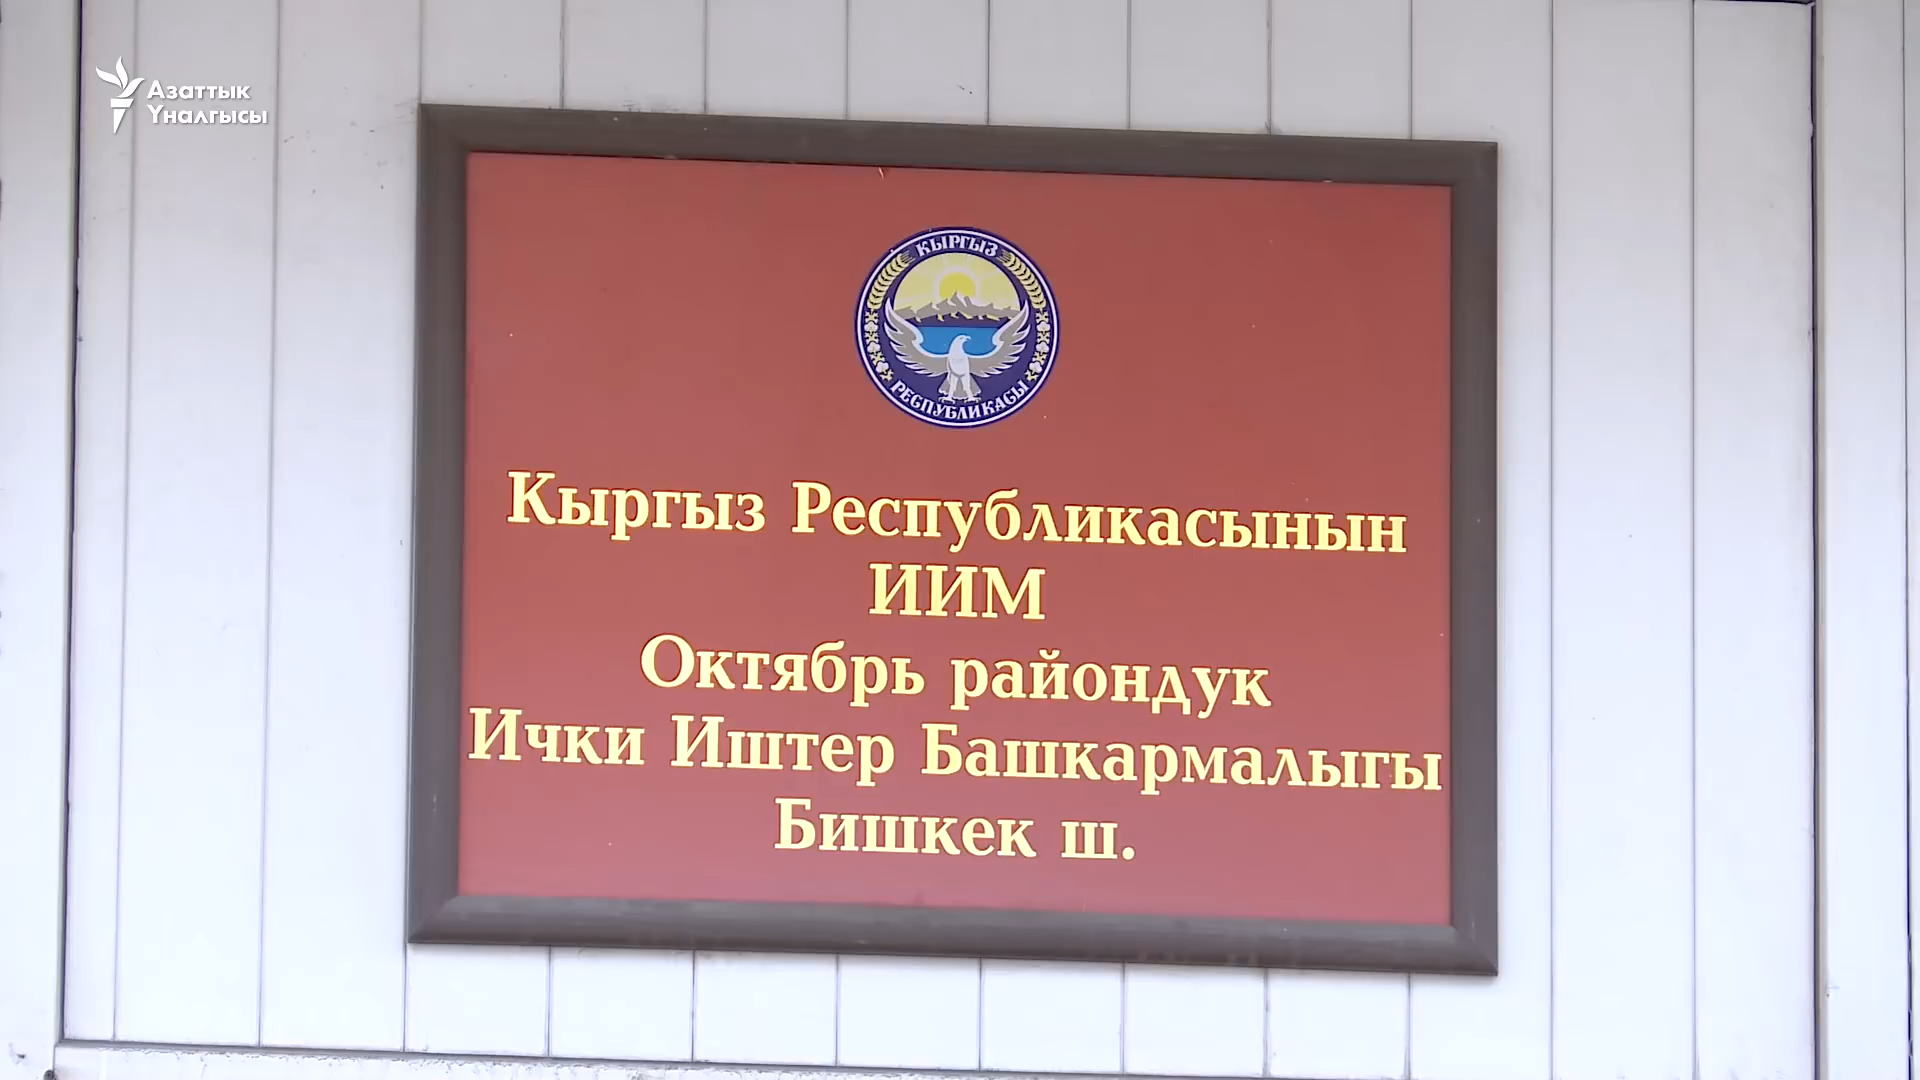 Азаттык
Үналгысы
КЫРГЫЗ
РЕСПУБЛИКАСЫ
Кыргыз Республикасынын
ИИМ
Октябрь райондук
Ички Иштер Башкармалыгы
Бишкек ш.